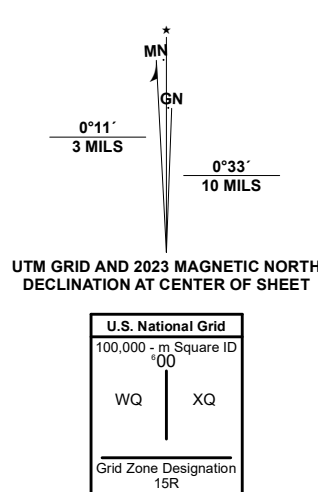 MN
GN
0°11´
3 MILS
0°33´
10 MILS
UTM GRID AND 2023 MAGNETIC NORTH
DECLINATION AT CENTER OF SHEET
U.S. National Grid
100,000 - m Square ID
⁶00
WQ XQ
Grid Zone Designation
15R